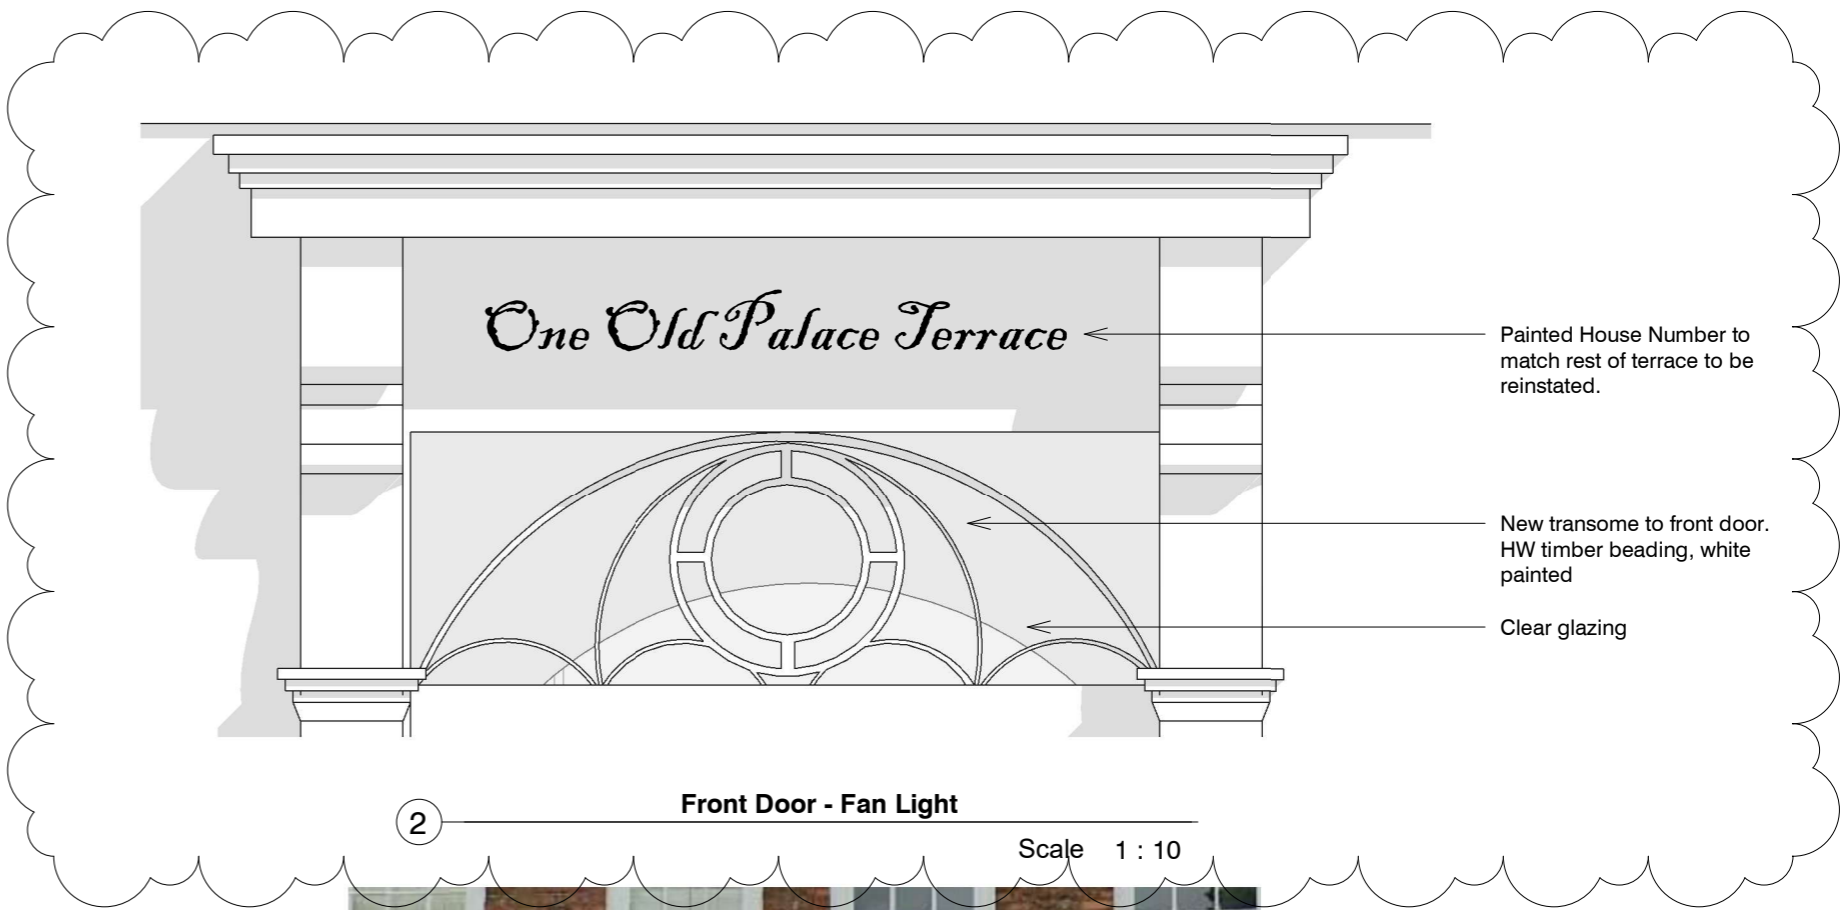 One Old Palace Terrace
Painted House Number to
match rest of terrace to be
reinstated.
New transome to front door.
HW timber beading, white
painted
Clear glazing
2
Front Door - Fan Light
Scale 1 : 10